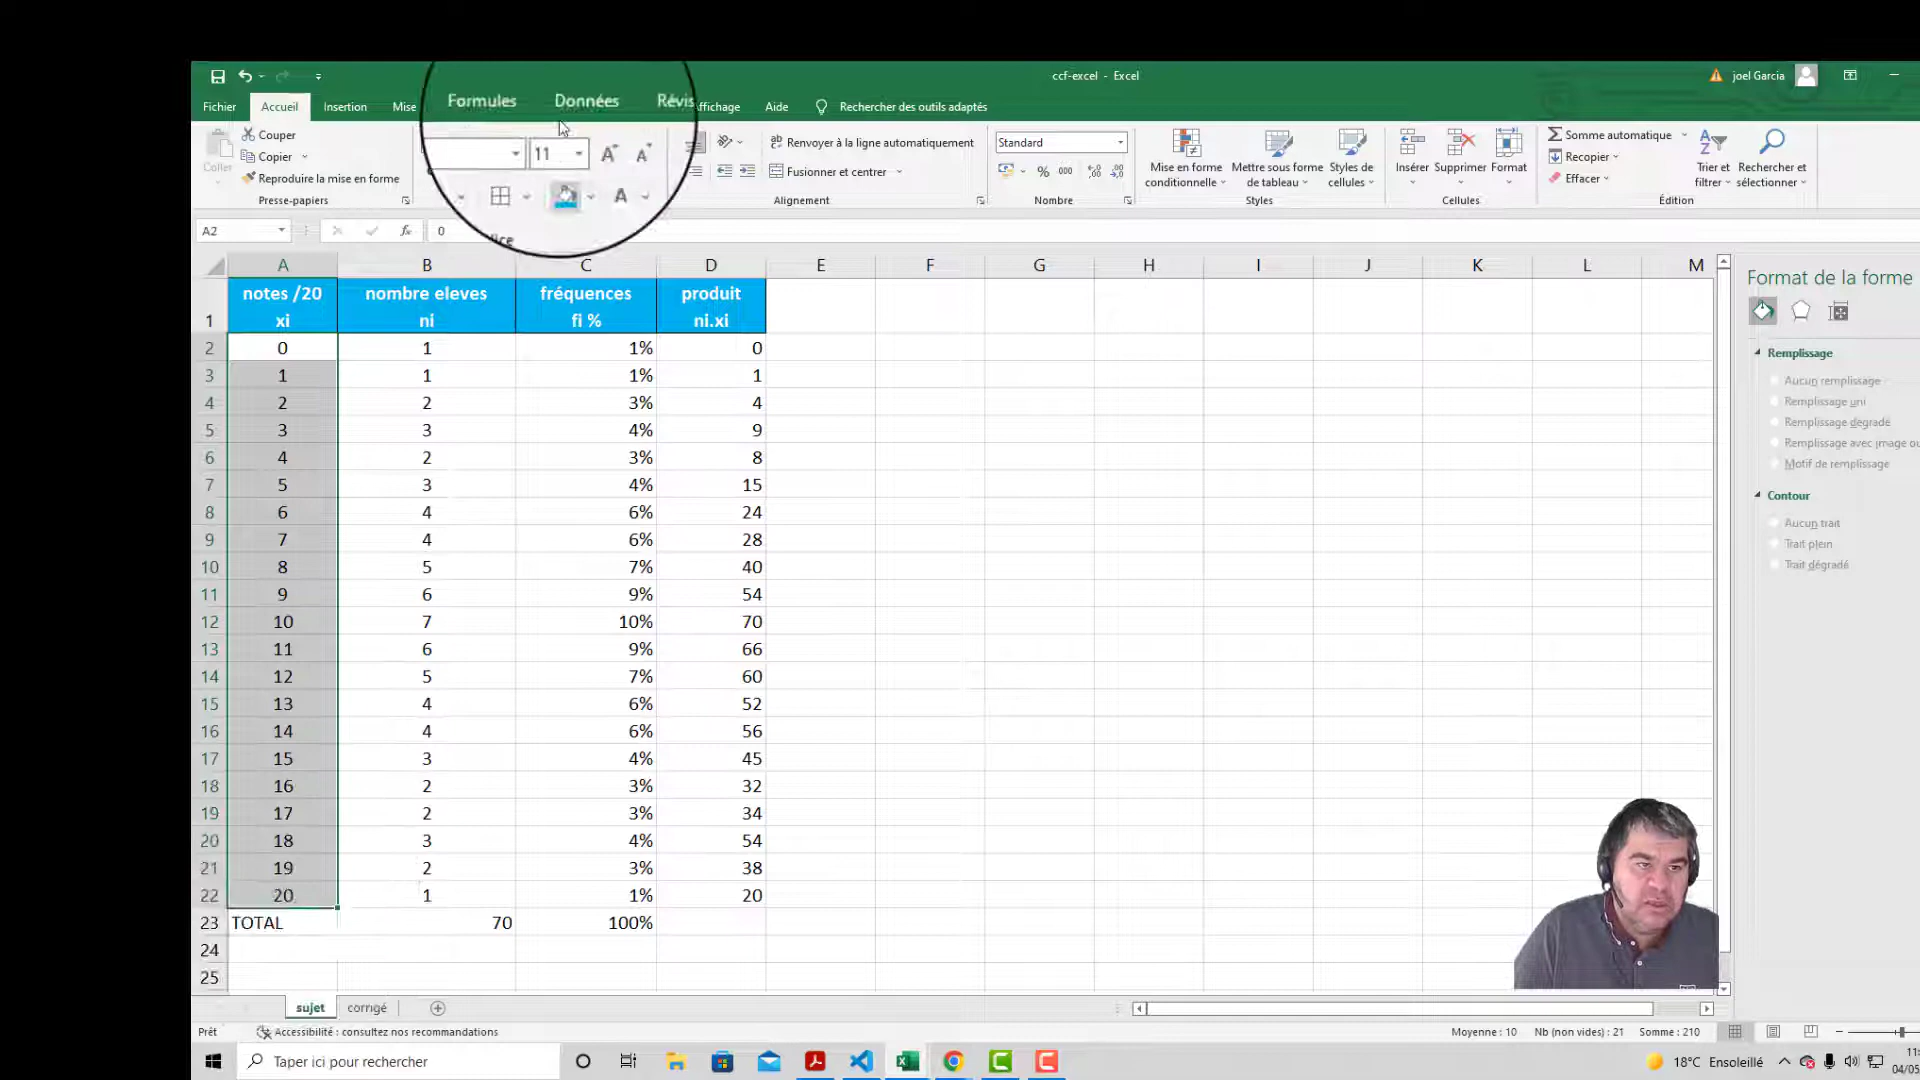 ccf-excel - Excel
joel Garcia
Fichier Accueil Insertion Mise Formules Données Révis ffichage Aide Rechercher des outils adaptés
Coller
Couper
Copier
Reproduire la mise en forme
Presse-papiers
11
Renvoyer à la ligne automatiquement
Fusionner et centrer
Alignement
Standard
% 000
Nombre
Mise en forme conditionnelle
Mettre sous forme de tableau
Styles de cellules
Styles
Insérer Supprimer Format
Cellules
Somme automatique
Recopier
Effacer
Trier et filtrer
Rechercher et sélectionner
Édition
A2 fx 0
A B C D E F G H I J K L M
notes /20 nombre eleves fréquences produit
1 xi ni fi % ni.xi
2 0 1 1% 0
3 1 1 1% 1
4 2 2 3% 4
5 3 3 4% 9
6 4 2 3% 8
7 5 3 4% 15
8 6 4 6% 24
9 7 4 6% 28
10 8 5 7% 40
11 9 6 9% 54
12 10 7 10% 70
13 11 6 9% 66
14 12 5 7% 60
15 13 4 6% 52
16 14 4 6% 56
17 15 3 4% 45
18 16 2 3% 32
19 17 2 3% 34
20 18 3 4% 54
21 19 2 3% 38
22 20 1 1% 20
23 TOTAL 70 100%
24
25
Format de la forme
Remplissage
Aucun remplissage
Remplissage uni
Remplissage dégradé
Remplissage avec image ou
Motif de remplissage
Contour
Aucun trait
Trait plein
Trait dégradé
sujet corrigé
Prêt Accessibilité : consultez nos recommandations Moyenne : 10 Nb (non vides) : 21 Somme : 210
Taper ici pour rechercher
18°C Ensoleillé
11:
04/05